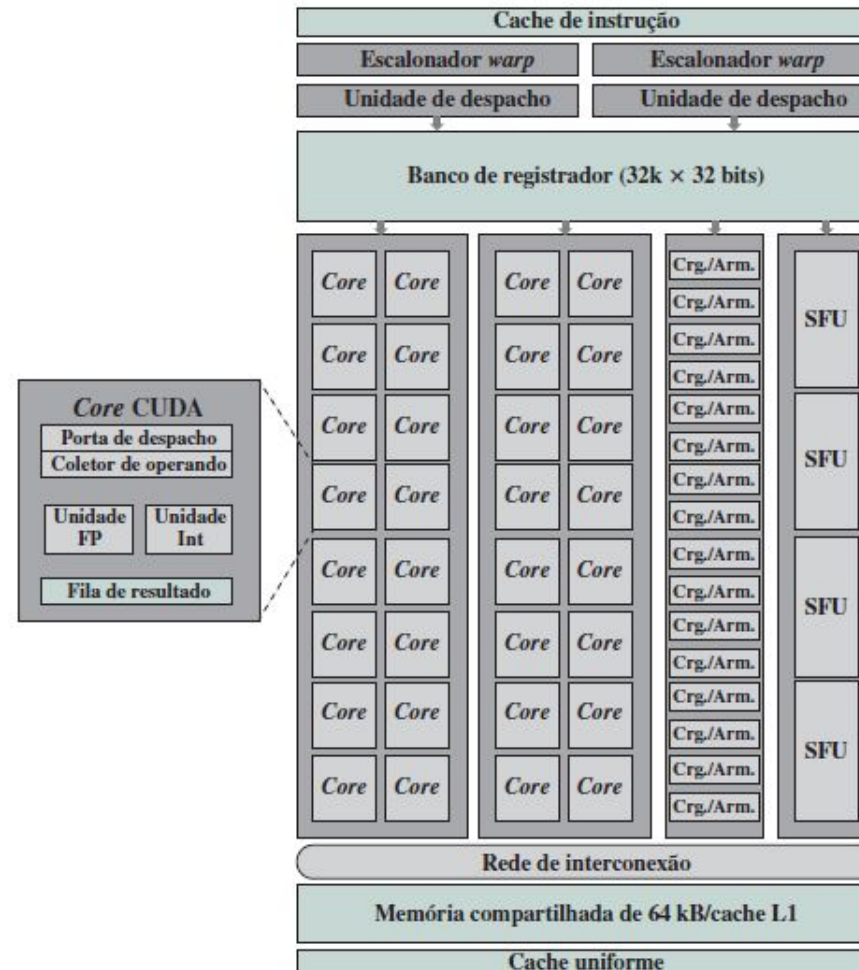 Cache de instrução
Escalonador warp Escalonador warp
Unidade de despacho Unidade de despacho
Banco de registrador (32k × 32 bits)
Core Core Core Core Crg./Arm. Crg./Arm. SFU
Core Core Core Core Crg./Arm. Crg./Arm.
Core Core Core Core Crg./Arm. Crg./Arm. SFU
Core Core Core Core Crg./Arm. Crg./Arm.
Core Core Core Core Crg./Arm. Crg./Arm. SFU
Core Core Core Core Crg./Arm. Crg./Arm.
Core Core Core Core Crg./Arm. Crg./Arm. SFU
Core Core Core Core Crg./Arm. Crg./Arm.
Core CUDA
Porta de despacho
Coletor de operando
Unidade FP
Unidade Int
Fila de resultado
Rede de interconexão
Memória compartilhada de 64 kB/cache L1
Cache uniforme